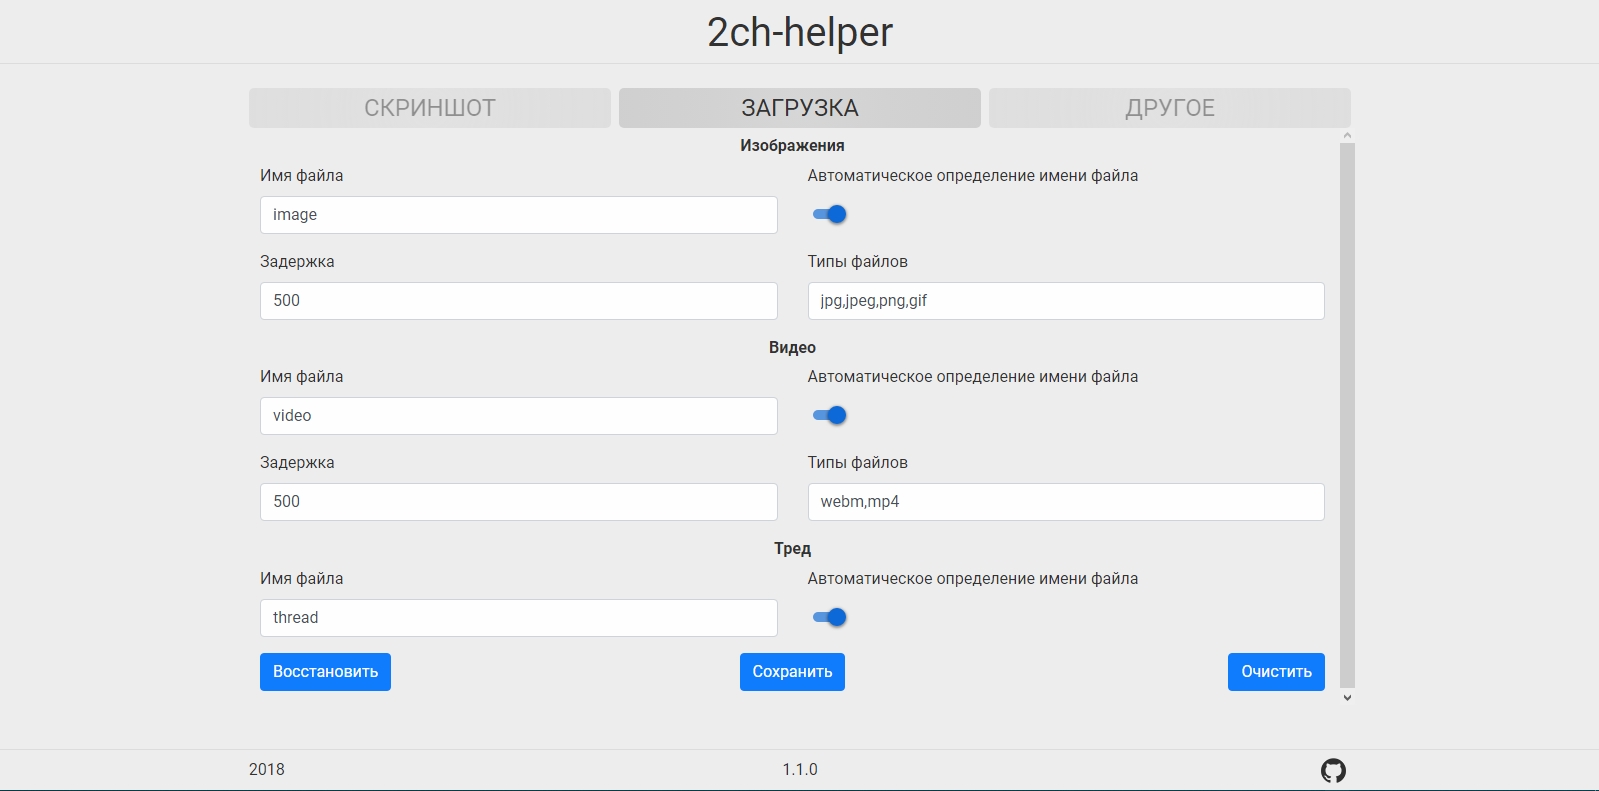 2ch-helper
СКРИНШОТ ЗАГРУЗКА ДРУГОЕ
Изображения
Имя файла Автоматическое определение имени файла
image
Задержка Типы файлов
500 jpg,jpeg,png,gif
Видео
Имя файла Автоматическое определение имени файла
video
Задержка Типы файлов
500 webm,mp4
Тред
Имя файла Автоматическое определение имени файла
thread
Восстановить Сохранить Очистить
2018 1.1.0